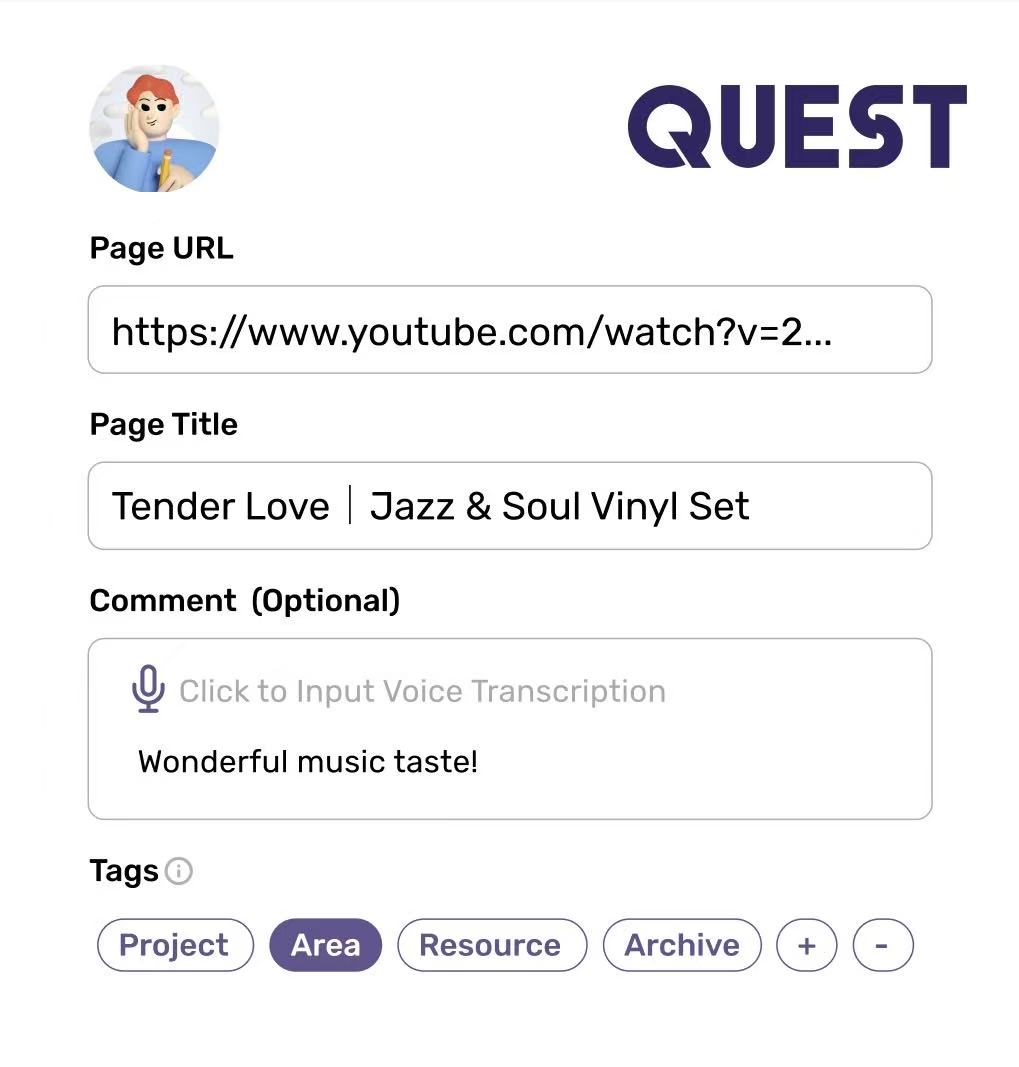 QUEST
Page URL
https://www.youtube.com/watch?v=2...
Page Title
Tender Love | Jazz & Soul Vinyl Set
Comment (Optional)
Click to Input Voice Transcription
Wonderful music taste!
Tags
Project Area Resource Archive + -